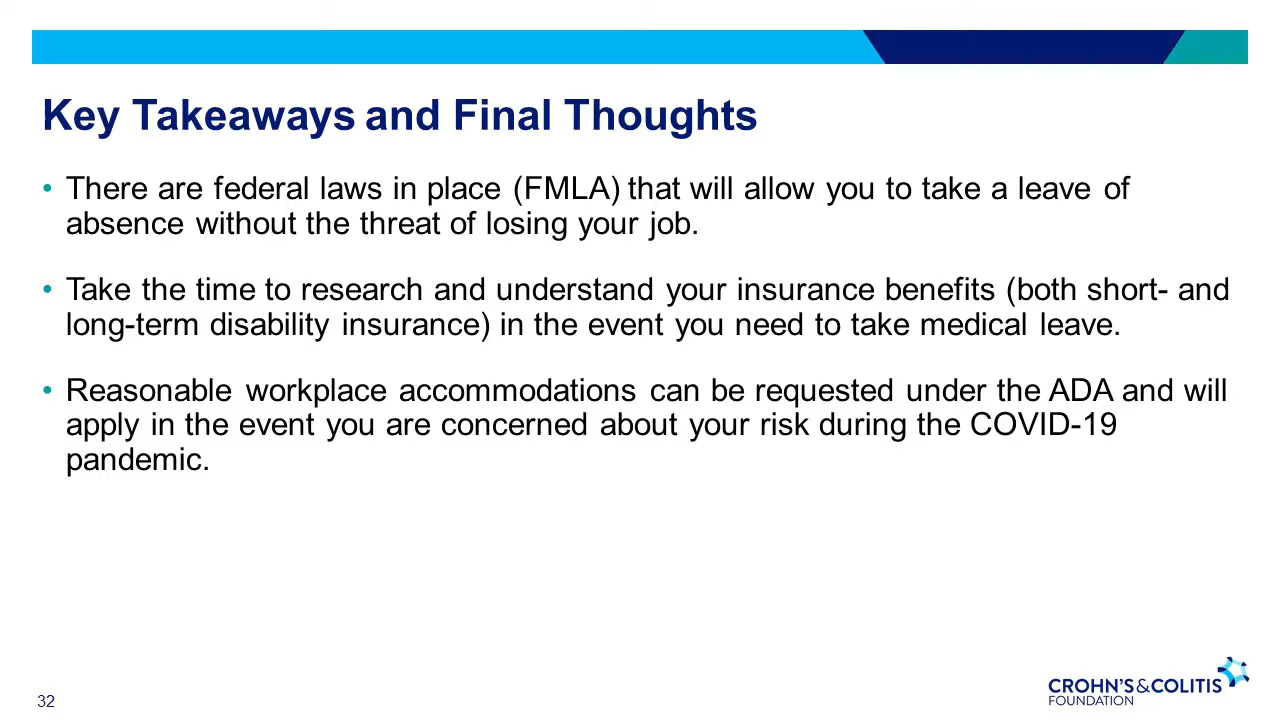 Key Takeaways and Final Thoughts
• There are federal laws in place (FMLA) that will allow you to take a leave of
absence without the threat of losing your job.
• Take the time to research and understand your insurance benefits (both short- and
long-term disability insurance) in the event you need to take medical leave.
• Reasonable workplace accommodations can be requested under the ADA and will
apply in the event you are concerned about your risk during the COVID-19
pandemic.
32
CROHN'S&COLITIS
FOUNDATION